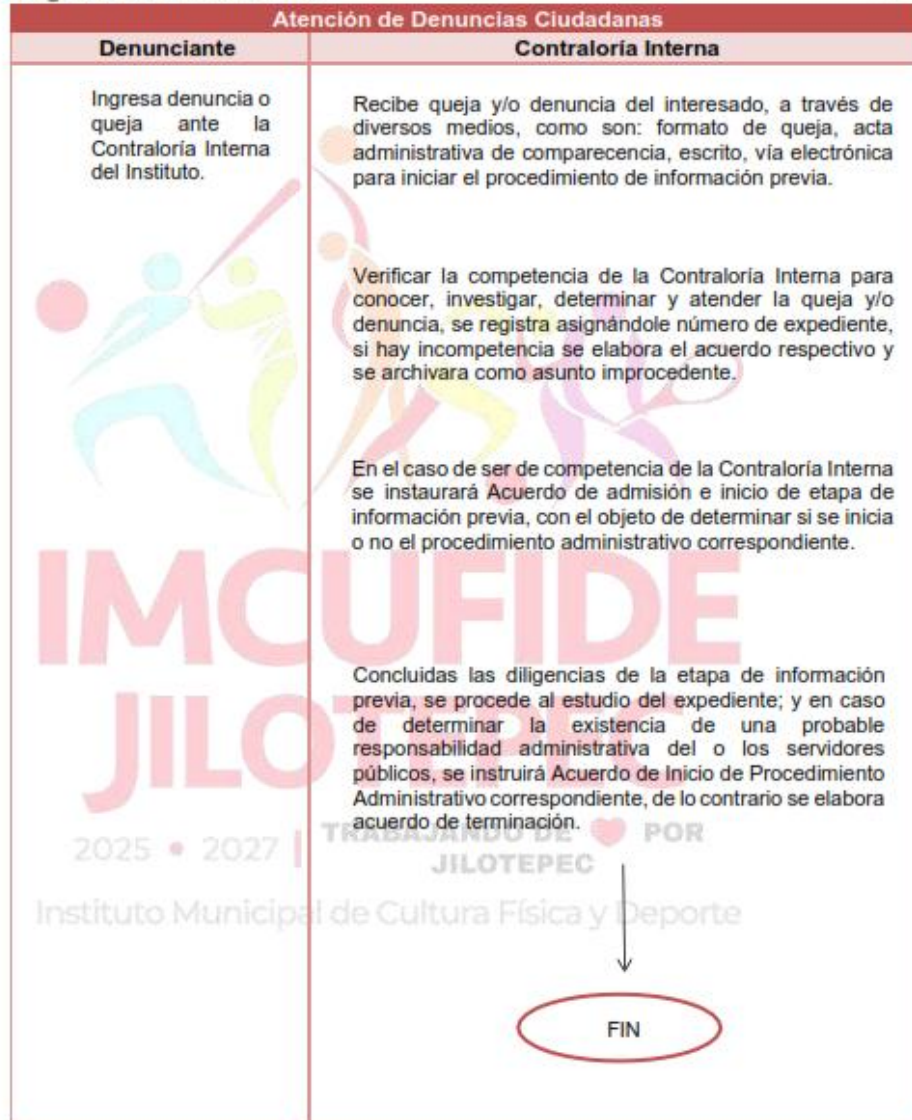 Atención de Denuncias Ciudadanas
Denunciante
Contraloría Interna
Ingresa denuncia o
queja ante la
Contraloría Interna
del Instituto.
Recibe queja y/o denuncia del interesado, a través de
diversos medios, como son: formato de queja, acta
administrativa de comparecencia, escrito, vía electrónica
para iniciar el procedimiento de información previa.
Verificar la competencia de la Contraloría Interna para
conocer, investigar, determinar y atender la queja y/o
denuncia, se registra asignándole número de expediente,
si hay incompetencia se elabora el acuerdo respectivo y
se archivara como asunto improcedente.
En el caso de ser de competencia de la Contraloría Interna
se instaurará Acuerdo de admisión e inicio de etapa de
información previa, con el objeto de determinar si se inicia
o no el procedimiento administrativo correspondiente.
Concluidas las diligencias de la etapa de información
previa, se procede al estudio del expediente; y en caso
de determinar la existencia de una probable
responsabilidad administrativa del o los servidores
públicos, se instruirá Acuerdo de Inicio de Procedimiento
Administrativo correspondiente, de lo contrario se elabora
acuerdo de terminación.
FIN
IMCUFIDE
JILOTEPEC
2025 • 2027 | TRABAJANDO DE POR
JILOTEPEC
Instituto Municipal de Cultura Física y Deporte